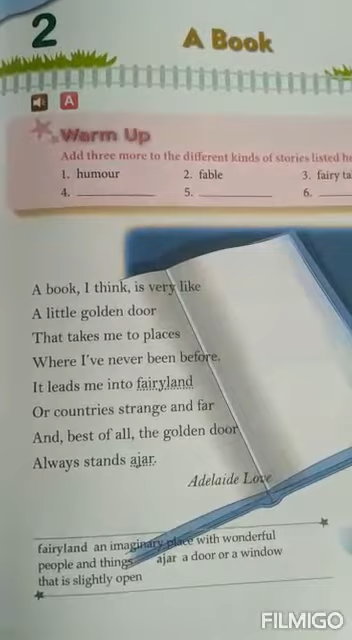 2
A Book
A
Warm Up
Add three more to the different kinds of stories listed
1. humour 2. fable 3. fairy
4. 5. 6.
A book, I think, is very like
A little golden door
That takes me to places
Where I've never been before.
It leads me into fairyland
Or countries strange and far
And, best of all, the golden door
Always stands ajar.
Adelaide Love
fairyland an imaginary place with wonderful
people and things ajar a door or a window
that is slightly open
FILMIGO